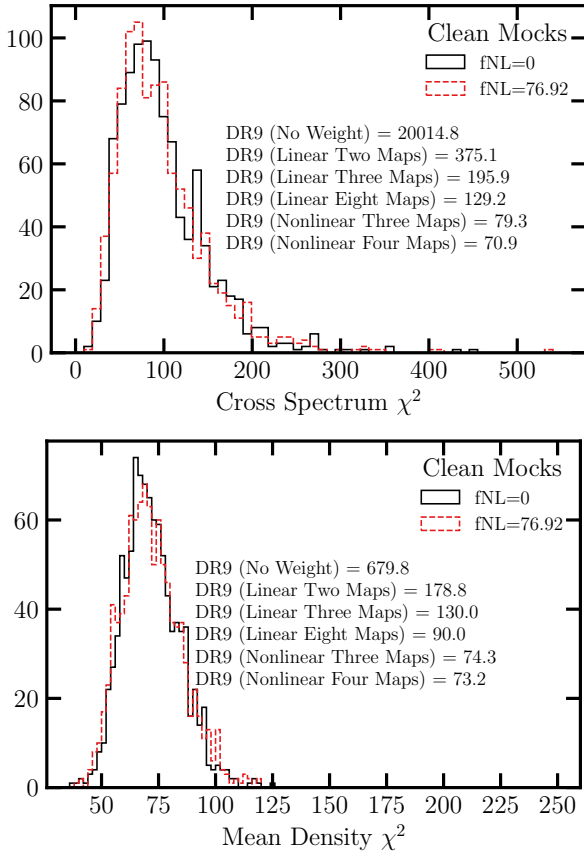 100
80
60
40
20
0
Clean Mocks
fNL=0
fNL=76.92
DR9 (No Weight) = 20014.8
DR9 (Linear Two Maps) = 375.1
DR9 (Linear Three Maps) = 195.9
DR9 (Linear Eight Maps) = 129.2
DR9 (Nonlinear Three Maps) = 79.3
DR9 (Nonlinear Four Maps) = 70.9
0 100 200 300 400 500
Cross Spectrum χ²
60
40
20
0
Clean Mocks
fNL=0
fNL=76.92
DR9 (No Weight) = 679.8
DR9 (Linear Two Maps) = 178.8
DR9 (Linear Three Maps) = 130.0
DR9 (Linear Eight Maps) = 90.0
DR9 (Nonlinear Three Maps) = 74.3
DR9 (Nonlinear Four Maps) = 73.2
50 75 100 125 150 175 200 225 250
Mean Density χ²